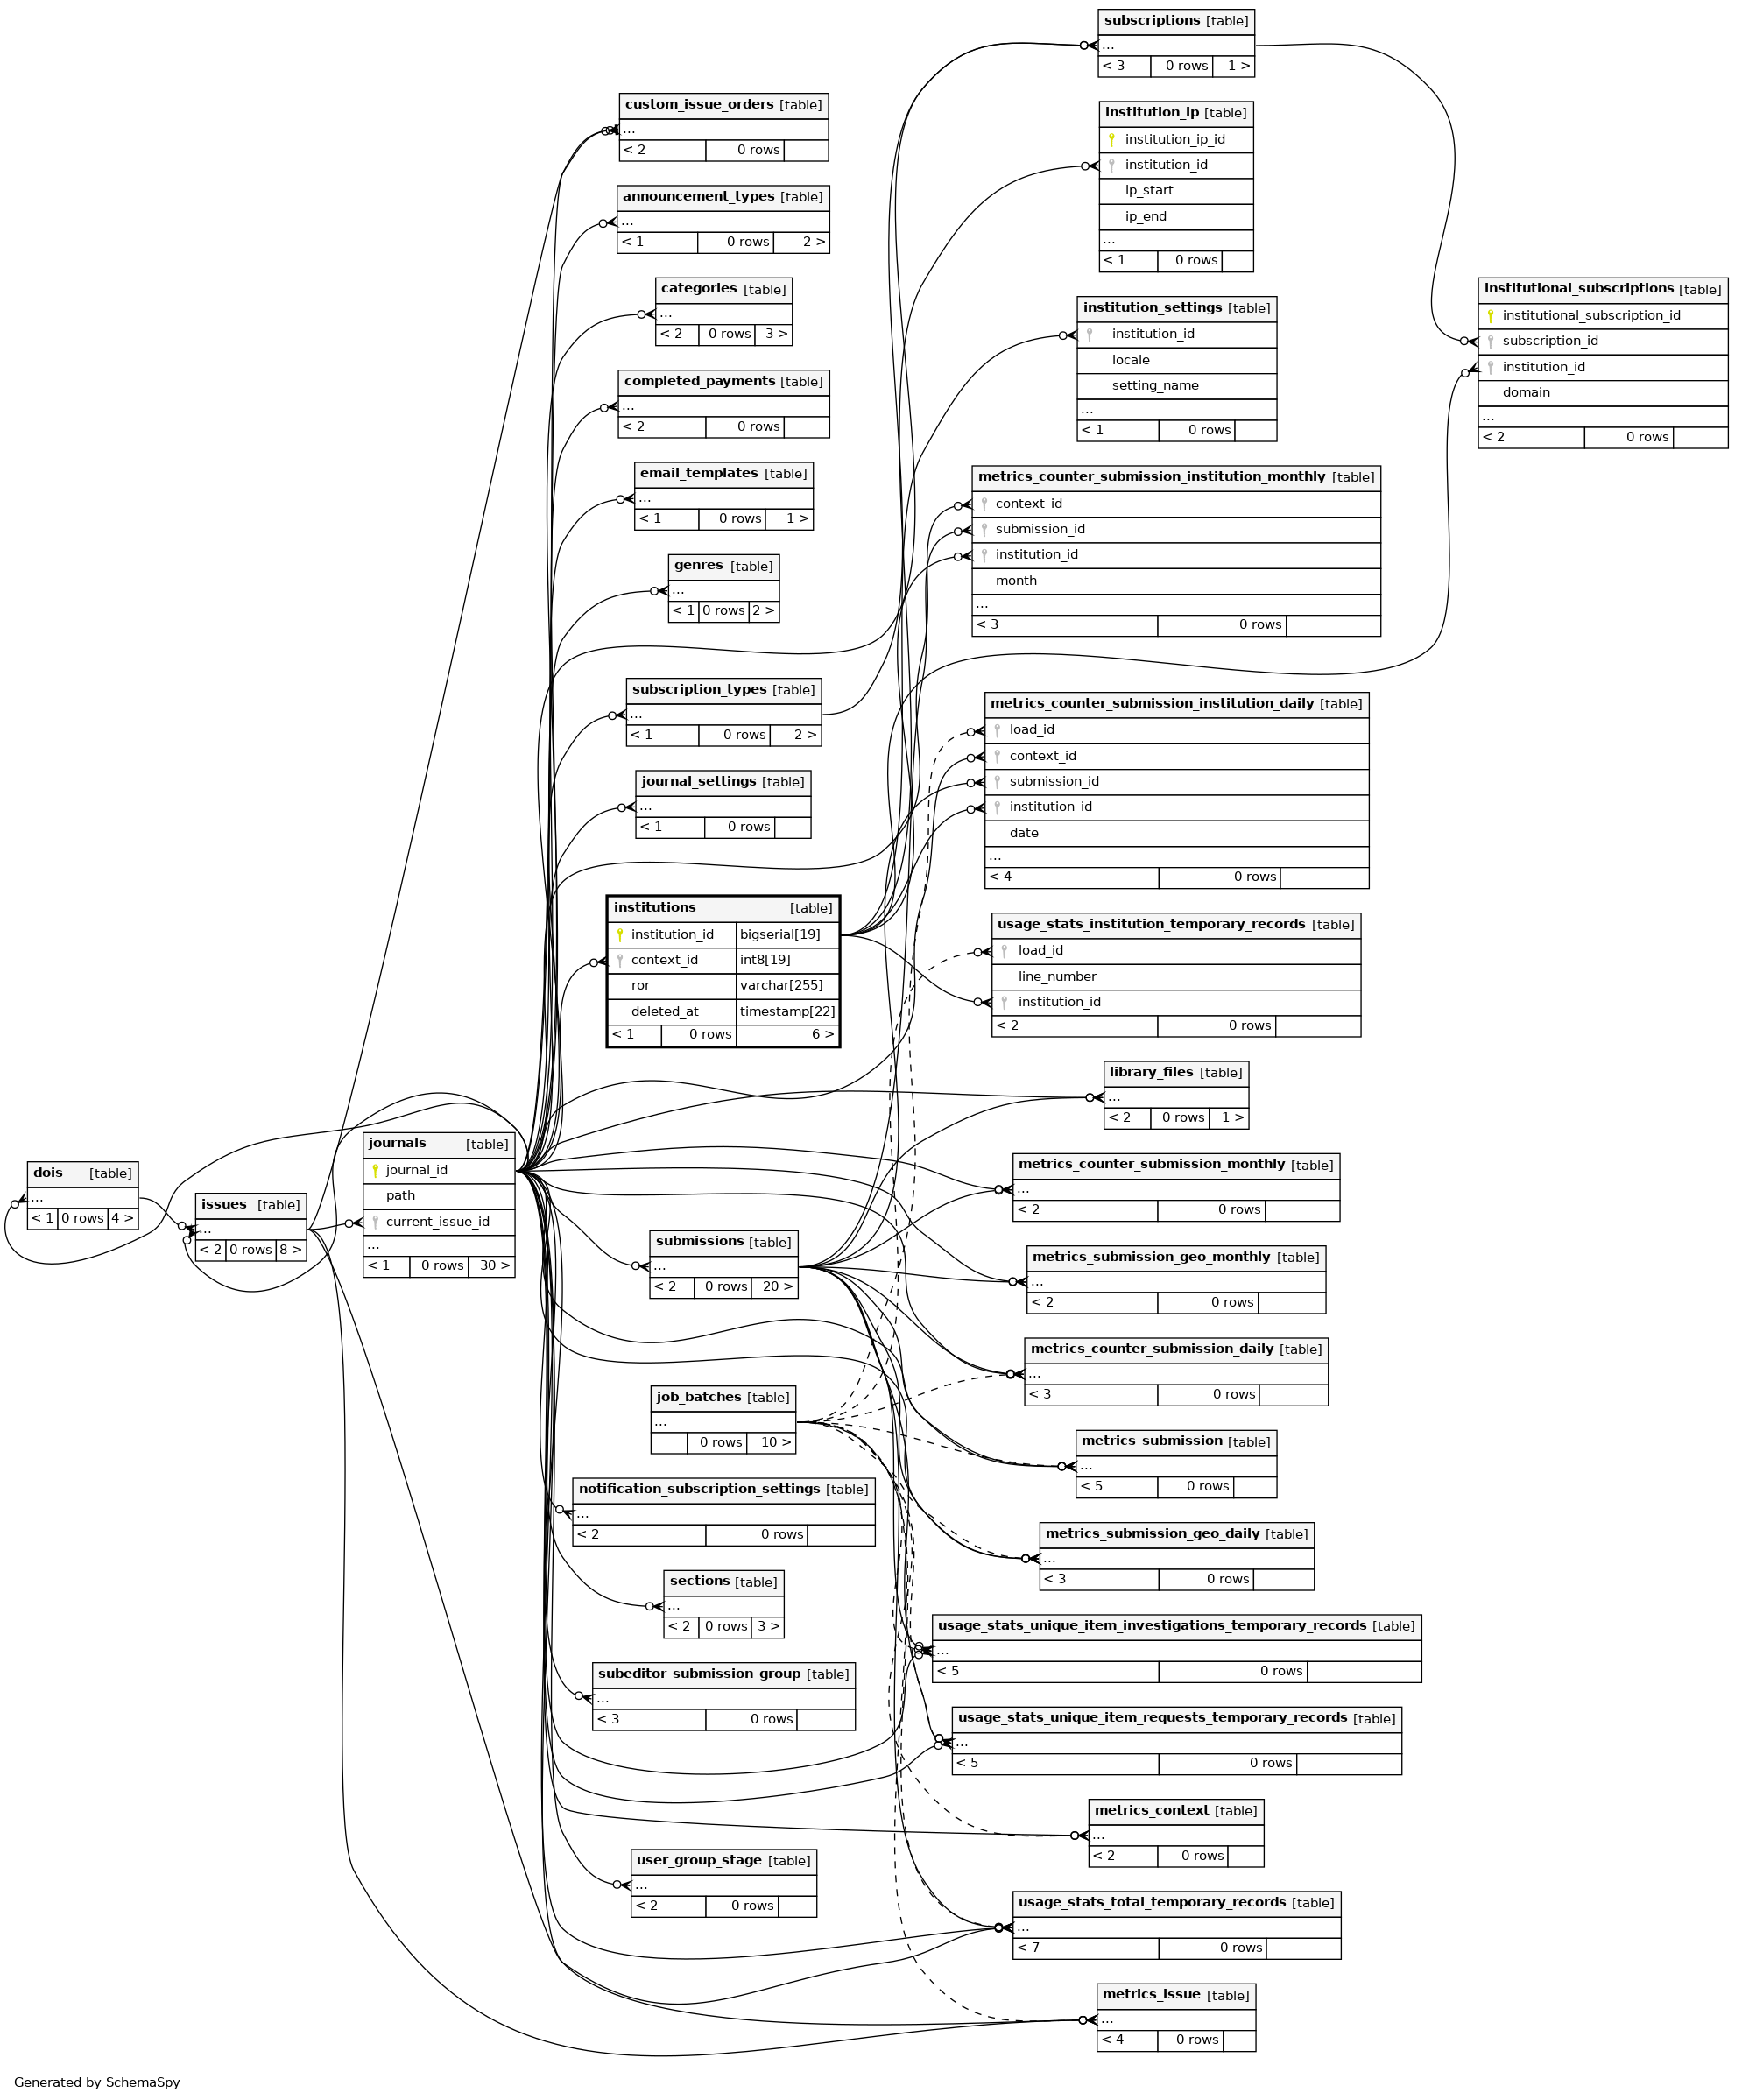 subscriptions [table]
...
< 3 0 rows 1 >
custom_issue_orders [table]
...
< 2 0 rows
institution_ip [table]
institution_ip_id
institution_id
ip_start
ip_end
...
< 1 0 rows
announcement_types [table]
...
< 1 0 rows 2 >
categories [table]
...
< 2 0 rows 3 >
institutional_subscriptions [table]
institutional_subscription_id
subscription_id
institution_id
domain
...
< 2 0 rows
institution_settings [table]
institution_id
locale
setting_name
...
< 1 0 rows
completed_payments [table]
...
< 2 0 rows
email_templates [table]
...
< 1 0 rows 1 >
metrics_counter_submission_institution_monthly [table]
context_id
submission_id
institution_id
month
...
< 3 0 rows
genres [table]
...
< 1 0 rows 2 >
subscription_types [table]
...
< 1 0 rows 2 >
metrics_counter_submission_institution_daily [table]
load_id
context_id
submission_id
institution_id
date
...
< 4 0 rows
journal_settings [table]
...
< 1 0 rows
institutions [table]
institution_id bigserial[19]
context_id int8[19]
ror varchar[255]
deleted_at timestamp[22]
< 1 0 rows 6 >
usage_stats_institution_temporary_records [table]
load_id
line_number
institution_id
< 2 0 rows
library_files [table]
...
< 2 0 rows 1 >
journals [table]
journal_id
path
current_issue_id
...
< 1 0 rows 30 >
dois [table]
...
< 1 0 rows 4 >
issues [table]
...
< 2 0 rows 8 >
metrics_counter_submission_monthly [table]
...
< 2 0 rows
submissions [table]
...
< 2 0 rows 20 >
metrics_submission_geo_monthly [table]
...
< 2 0 rows
metrics_counter_submission_daily [table]
...
< 3 0 rows
job_batches [table]
...
0 rows 10 >
metrics_submission [table]
...
< 5 0 rows
notification_subscription_settings [table]
...
< 2 0 rows
metrics_submission_geo_daily [table]
...
< 3 0 rows
sections [table]
...
< 2 0 rows 3 >
usage_stats_unique_item_investigations_temporary_records [table]
...
< 5 0 rows
subeditor_submission_group [table]
...
< 3 0 rows
usage_stats_unique_item_requests_temporary_records [table]
...
< 5 0 rows
metrics_context [table]
...
< 2 0 rows
user_group_stage [table]
...
< 2 0 rows
usage_stats_total_temporary_records [table]
...
< 7 0 rows
metrics_issue [table]
...
< 4 0 rows
Generated by SchemaSpy